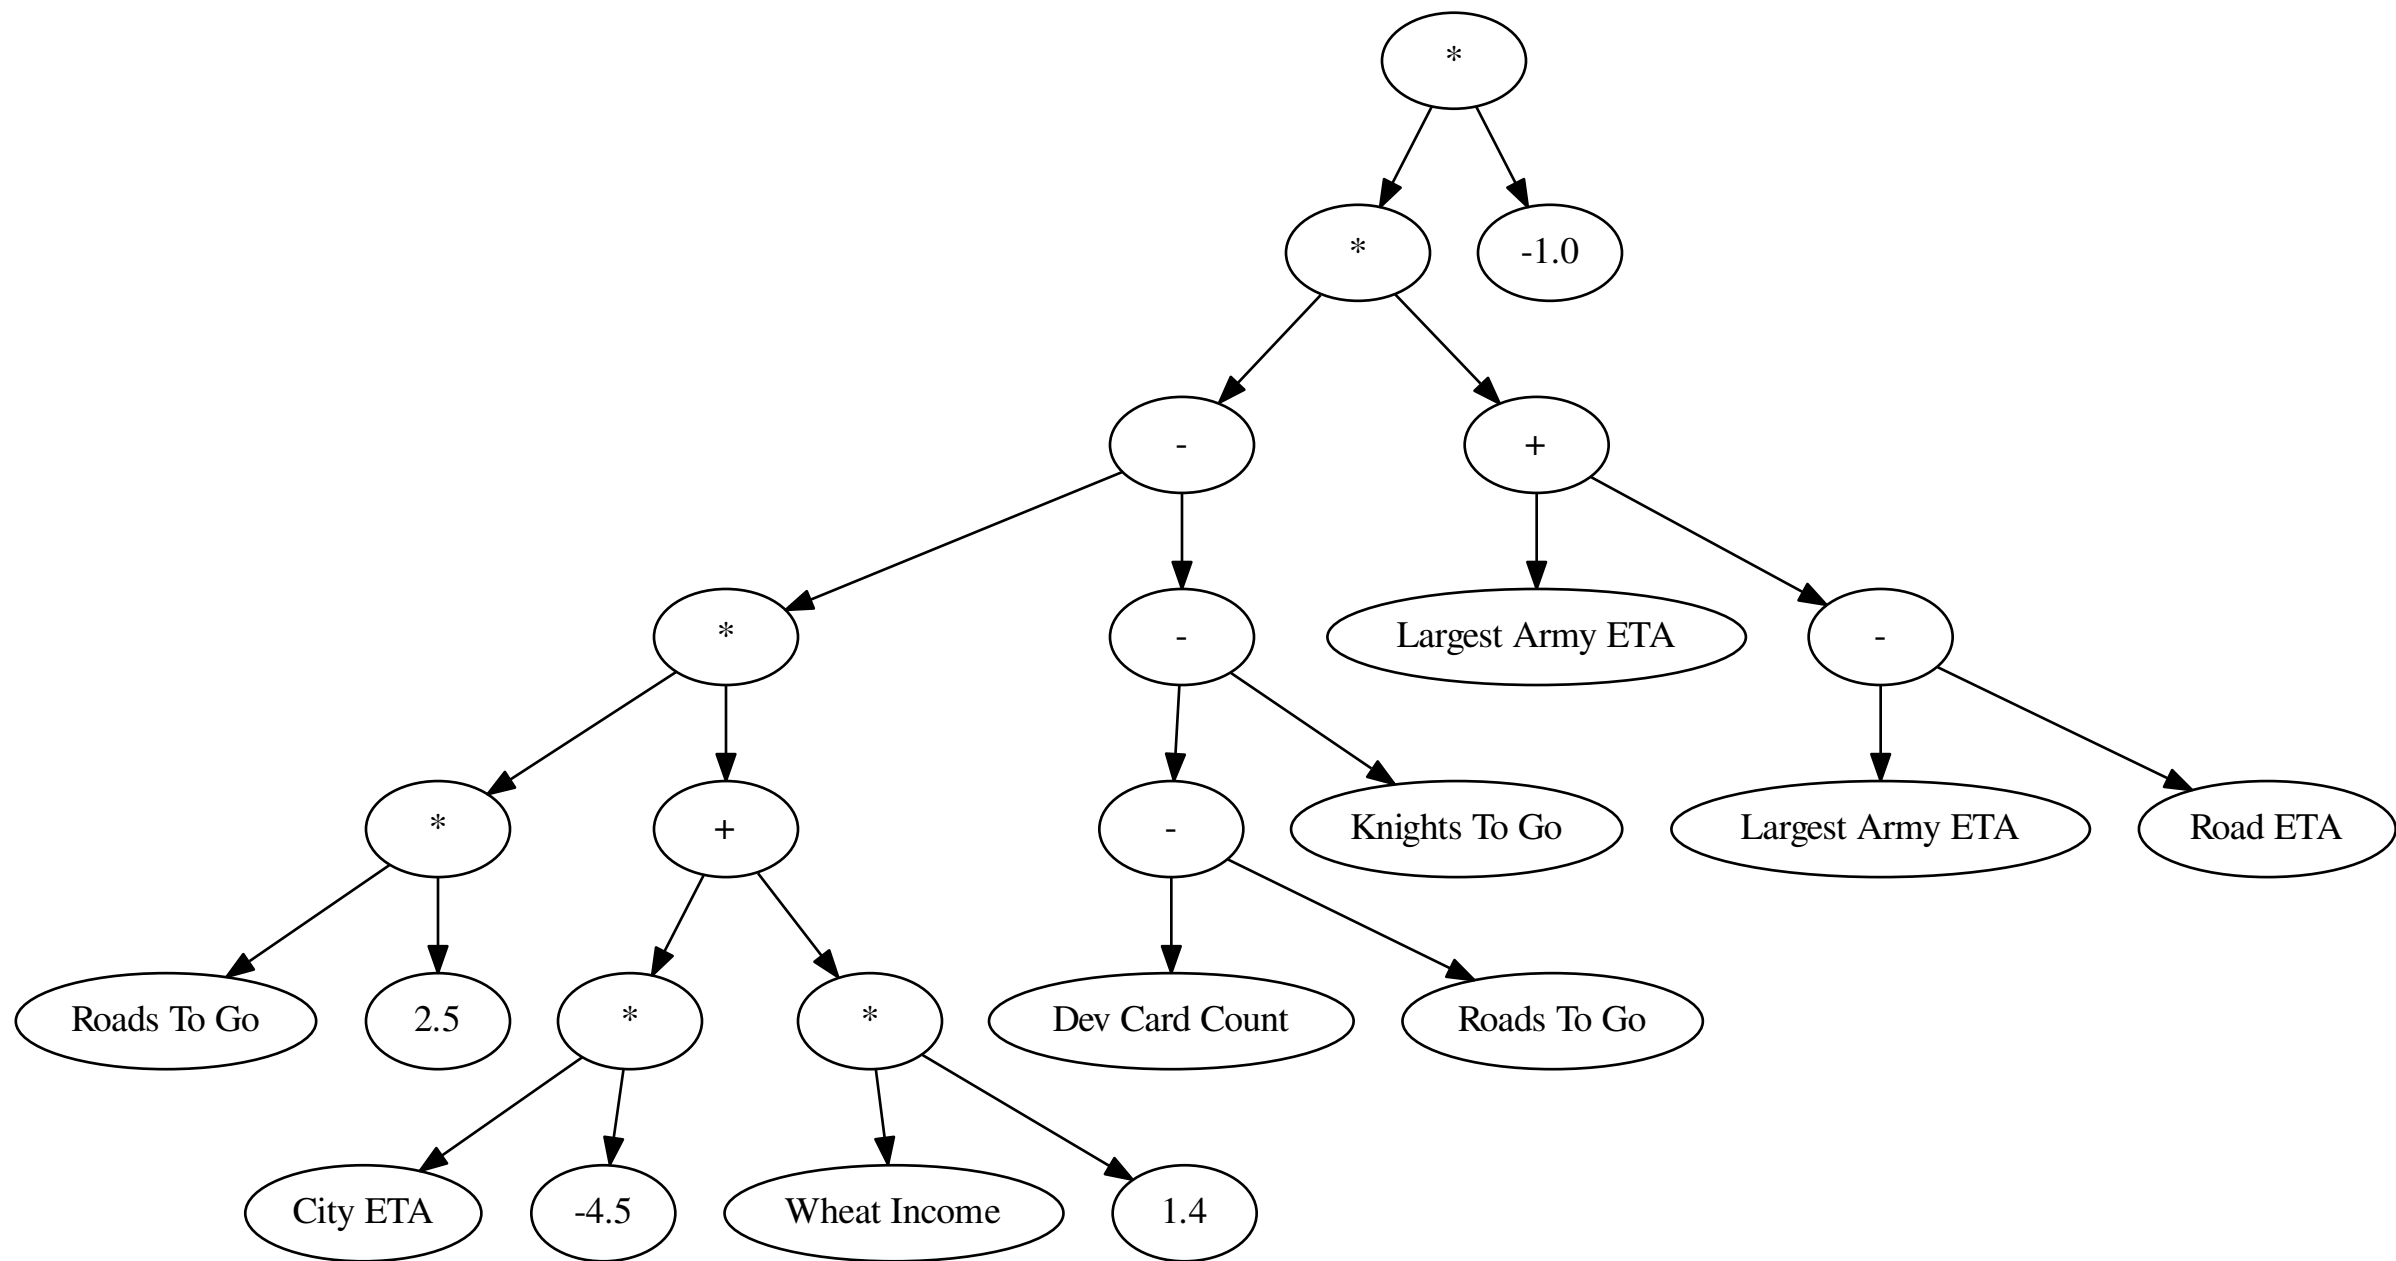 *
*
-1.0
-
+
*
-
Largest Army ETA
-
*
+
-
Knights To Go
Largest Army ETA
Road ETA
Roads To Go
2.5
*
*
Dev Card Count
Roads To Go
City ETA
-4.5
Wheat Income
1.4